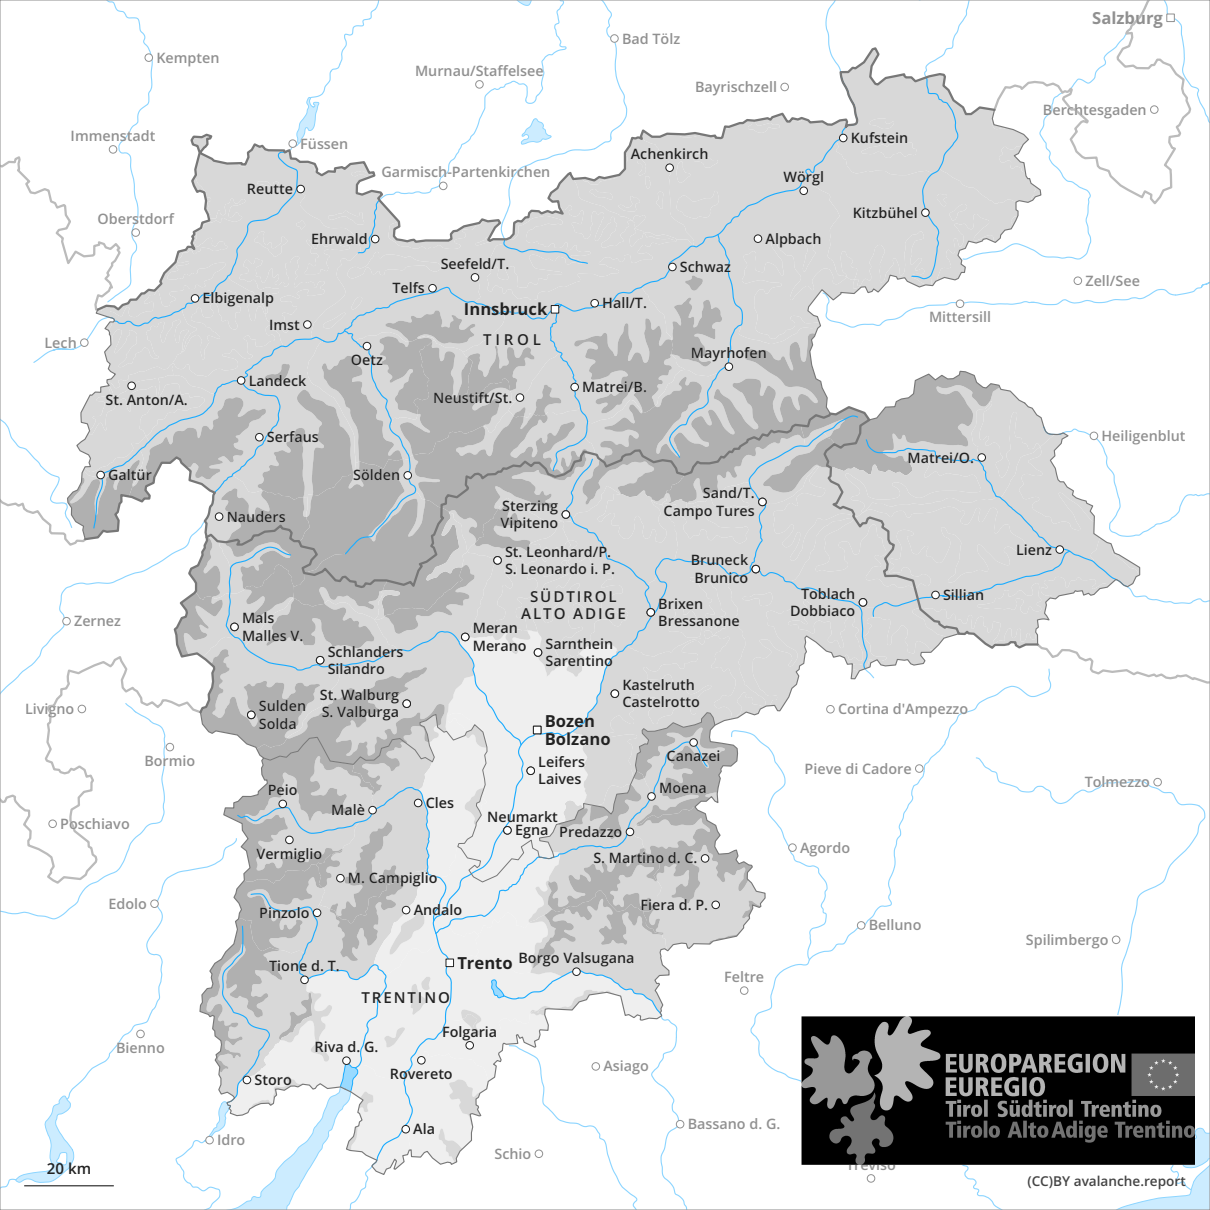 Salzburg
Bad Tölz
Kempten
Murnau/Staffelsee
Bayrischzell
Berchtesgaden
Immenstadt
Füssen
Kufstein
Achenkirch
Garmisch-Partenkirchen
Wörgl
Reutte
Oberstdorf
Kitzbühel
Ehrwald
Alpbach
Seefeld/T.
Schwaz
Zell/See
Telfs
Elbigenalp
Hall/T.
Innsbruck
Mittersill
Imst
TIROL
Lech
Oetz
Mayrhofen
Landeck
Matrei/B.
St. Anton/A.
Neustift/St.
Serfaus
Heiligenblut
Matrei/O.
Galtür
Sölden
Sand/T.
Campo Tures
Sterzing
Vipiteno
Nauders
St. Leonhard/P.
S. Leonardo i. P.
Lienz
Bruneck
Brunico
SÜDTIROL
ALTO ADIGE
Toblach
Dobbiaco
Sillian
Brixen
Bressanone
Zernez
Mals
Malles V.
Meran
Merano
Sarnthein
Sarentino
Schlanders
Silandro
Kastelruth
Castelrotto
St. Walburg
S. Valburga
Livigno
Sulden
Solda
Cortina d'Ampezzo
Bozen
Bolzano
Bormio
Canazei
Leifers
Laives
Pieve di Cadore
Tolmezzo
Peio
Moena
Malè
Cles
Neumarkt
Egna
Poschiavo
Predazzo
Vermiglio
Agordo
S. Martino d. C.
M. Campiglio
Edolo
Pinzolo
Andalo
Fiera d. P.
Belluno
Spilimbergo
Tione d. T.
Trento
Borgo Valsugana
Feltre
TRENTINO
Folgaria
Bienno
Riva d. G.
Rovereto
Asiago
Storo
EUROPAREGION
EUREGIO
Tirol Südtirol Trentino
Tirolo Alto Adige Trentino
Idro
Ala
Bassano d. G.
Schio
Treviso
20 km
(CC)BY avalanche.report